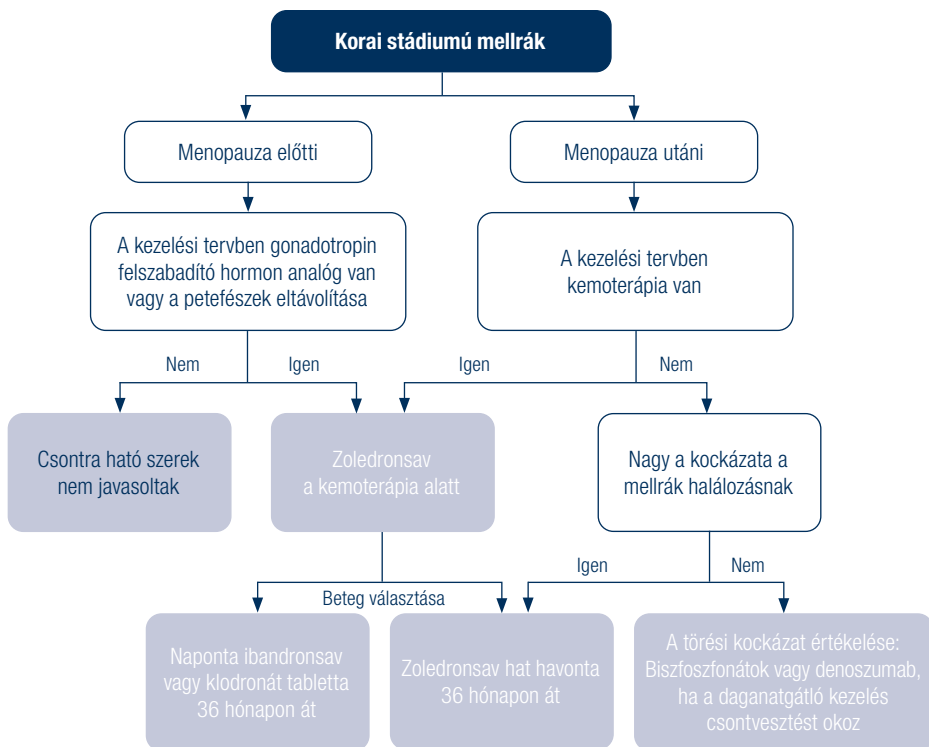 Korai stádiumú mellrák
Menopauza előtti
Menopauza utáni
A kezelési tervben gonadotropin
felszabadító hormon analóg van
vagy a petefészek eltávolítása
A kezelési tervben
kemoterápia van
Nem
Igen
Igen
Nem
Csontra ható szerek
nem javasoltak
Zoledronsav
a kemoterápia alatt
Nagy a kockázata a
mellrák halálozásnak
Beteg választása
Igen
Nem
Naponta ibandronsav
vagy klodronát tabletta
36 hónapon át
Zoledronsav hat havonta
36 hónapon át
A törési kockázat értékelése:
Biszfoszfonátok vagy denoszumab,
ha a daganatgátló kezelés
csontvesztést okoz